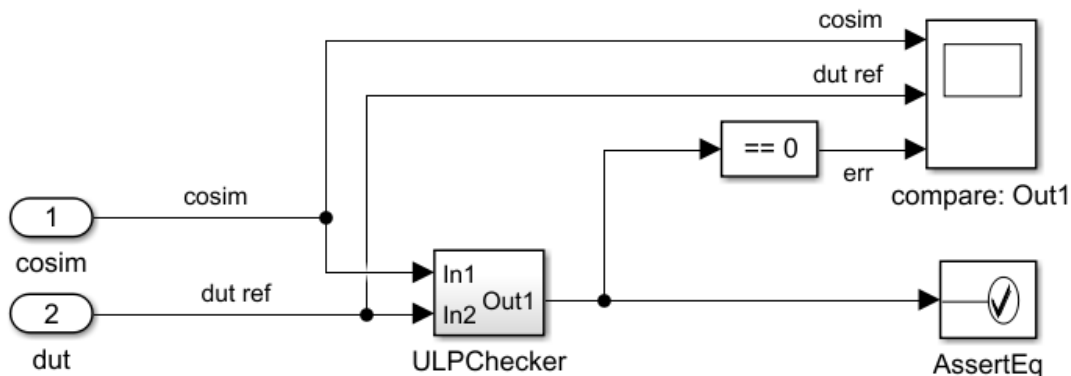 cosim
dut ref
== 0
err
compare: Out1
cosim
1
cosim
dut ref
2
dut
In1
In2
Out1
ULPChecker
AssertEq